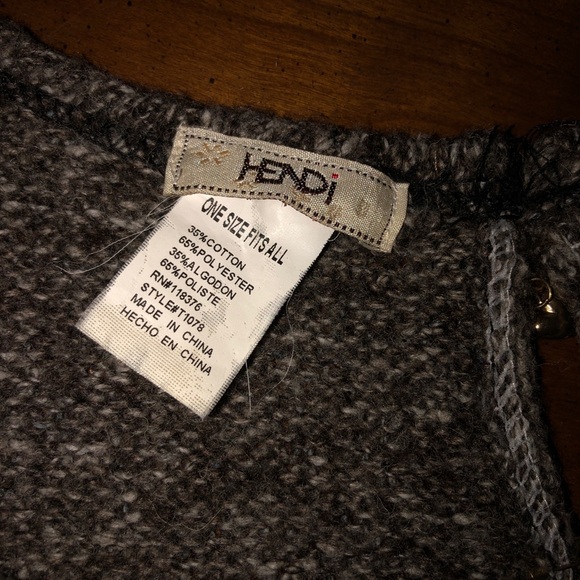 HENDi
ONE SIZE FITS ALL
35%COTTON
65%POLYESTER
35%ALGODON
65%POLISTE
RN#118376
STYLE#T1078
MADE IN CHINA
HECHO EN CHINA